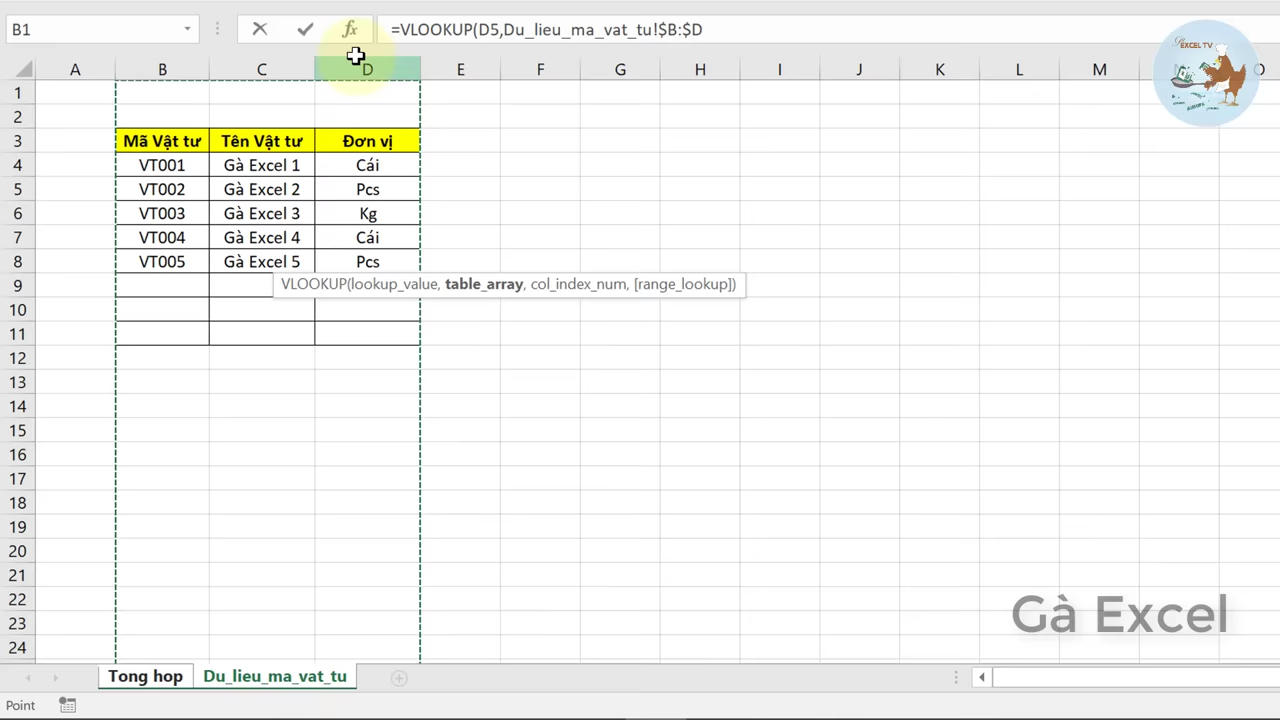 B1 =VLOOKUP(D5,Du_lieu_ma_vat_tu!$B:$D
EXCEL TV
A B C D E F G H I J K L M O
1
2
3 Mã Vật tư Tên Vật tư Đơn vị
4 VT001 Gà Excel 1 Cái
5 VT002 Gà Excel 2 Pcs
6 VT003 Gà Excel 3 Kg
7 VT004 Gà Excel 4 Cái
8 VT005 Gà Excel 5 Pcs
9 VLOOKUP(lookup_value, table_array, col_index_num, [range_lookup])
10
11
12
13
14
15
16
17
18
19
20
21
22
23
24
Gà Excel
Tong hop Du_lieu_ma_vat_tu
Point